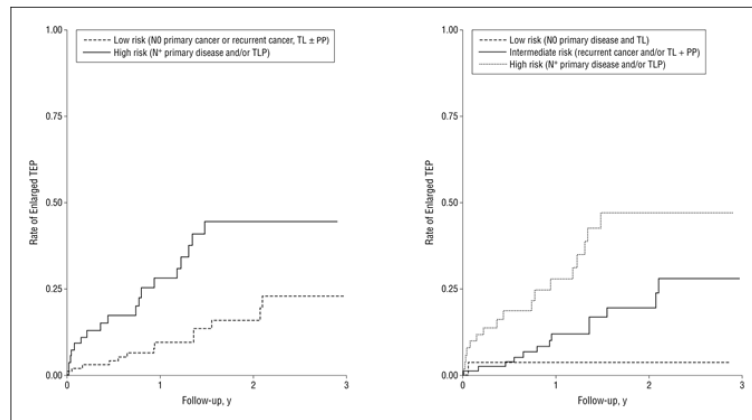 Low risk (N0 primary cancer or recurrent cancer, TL ± PP)
High risk (N⁺ primary disease and/or TLP)
1.00
0.75
0.50
0.25
0.00
Rate of Enlarged TEP
0
1
2
3
Follow-up, y
Low risk (N0 primary disease and TL)
Intermediate risk (recurrent cancer and/or TL + PP)
High risk (N⁺ primary disease and/or TLP)
1.00
0.75
0.50
0.25
0.00
Rate of Enlarged TEP
0
1
2
3
Follow-up, y